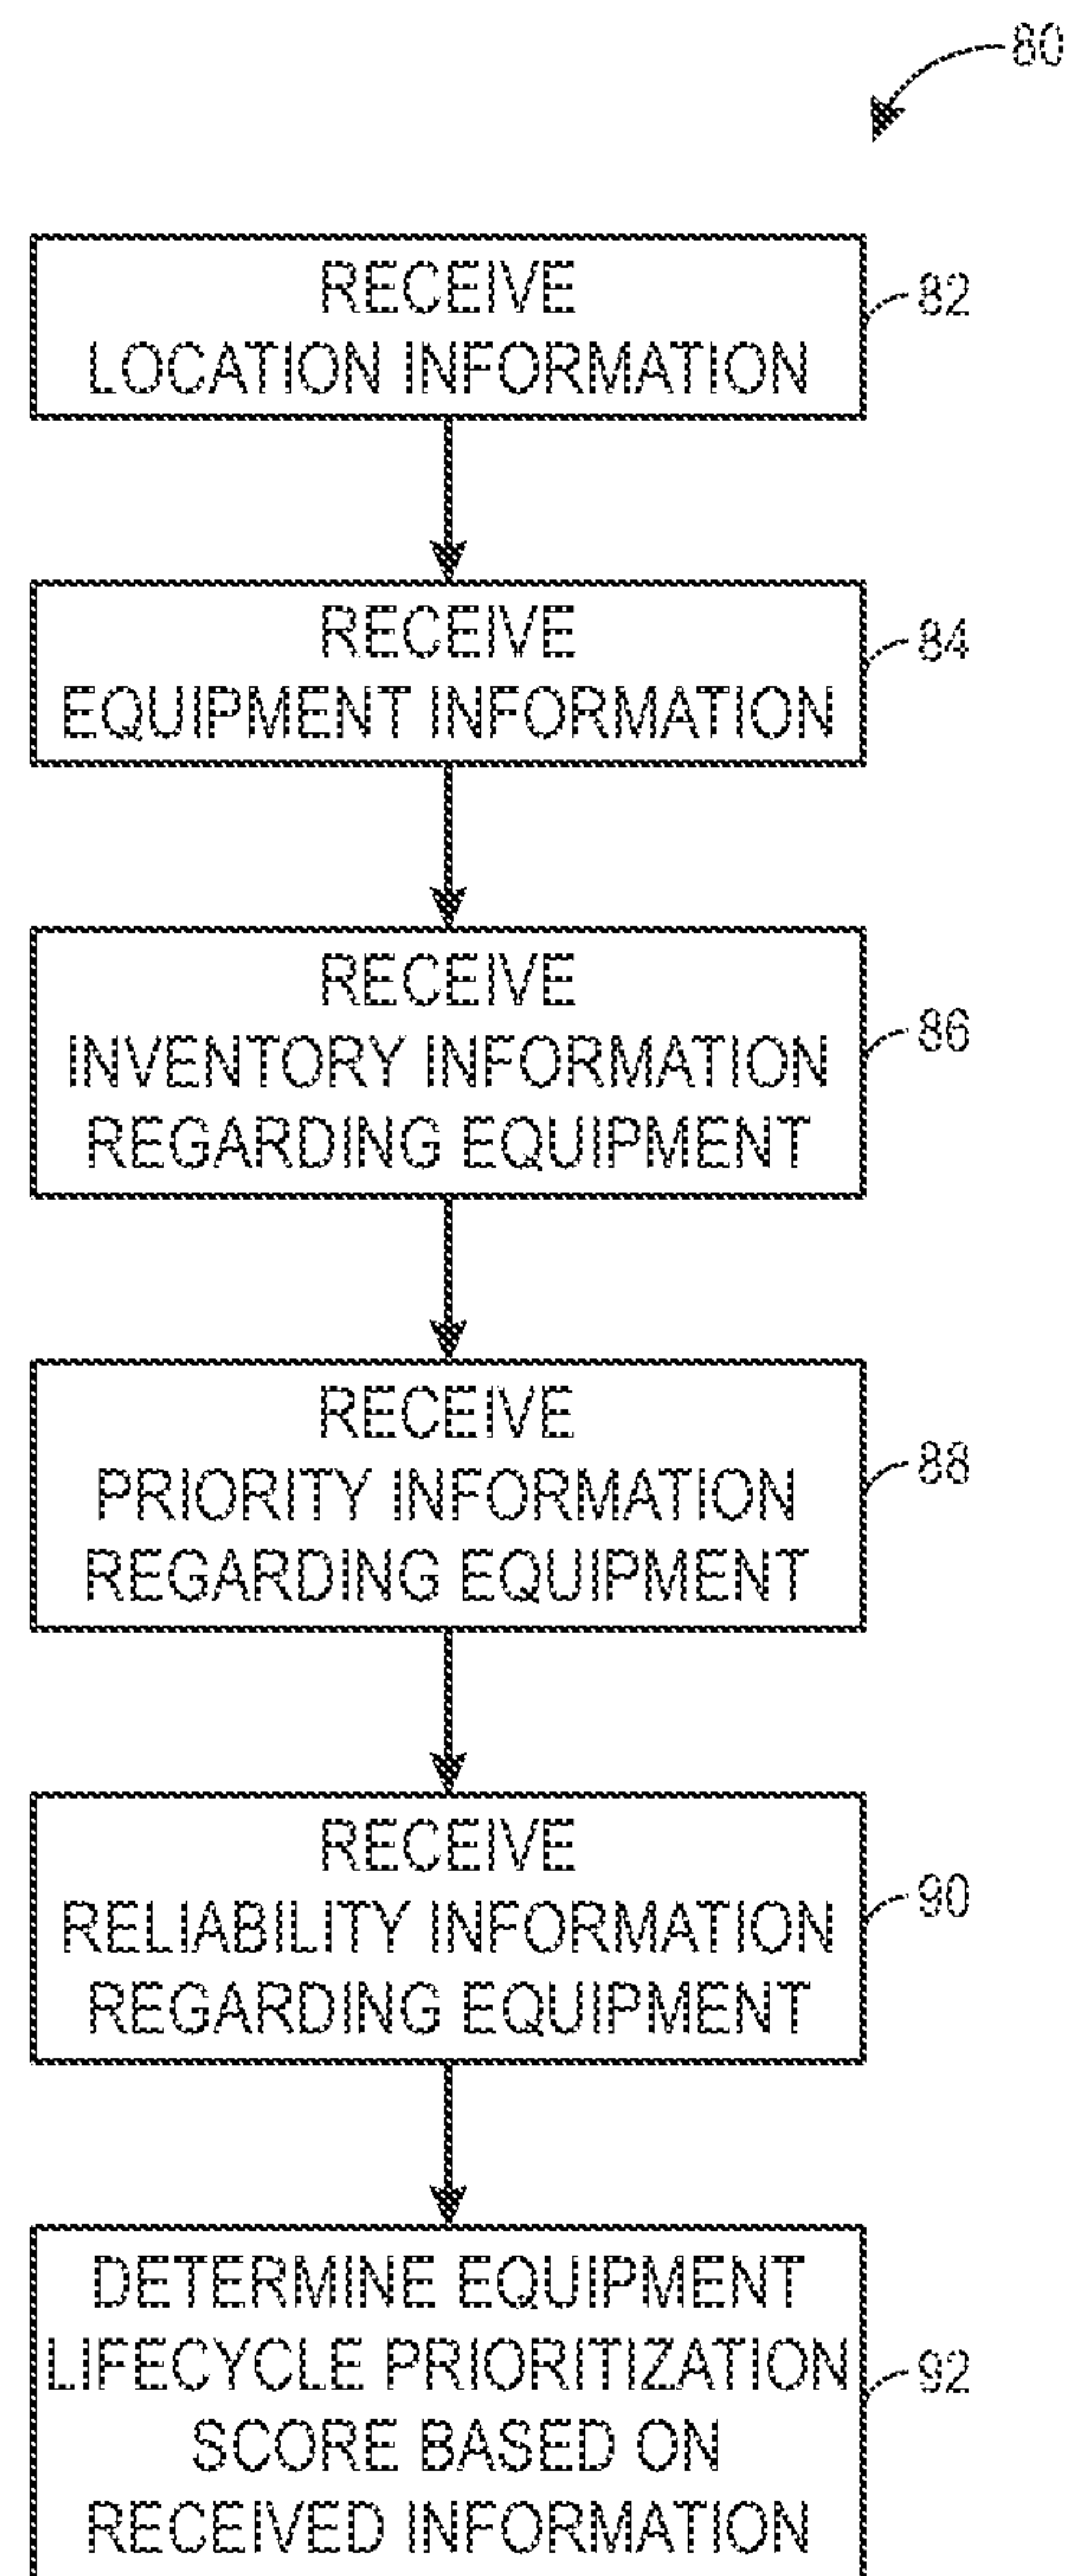 80
RECEIVE
LOCATION INFORMATION
82
RECEIVE
EQUIPMENT INFORMATION
84
RECEIVE
INVENTORY INFORMATION
REGARDING EQUIPMENT
86
RECEIVE
PRIORITY INFORMATION
REGARDING EQUIPMENT
88
RECEIVE
RELIABILITY INFORMATION
REGARDING EQUIPMENT
90
DETERMINE EQUIPMENT
LIFECYCLE PRIORITIZATION
SCORE BASED ON
RECEIVED INFORMATION
92